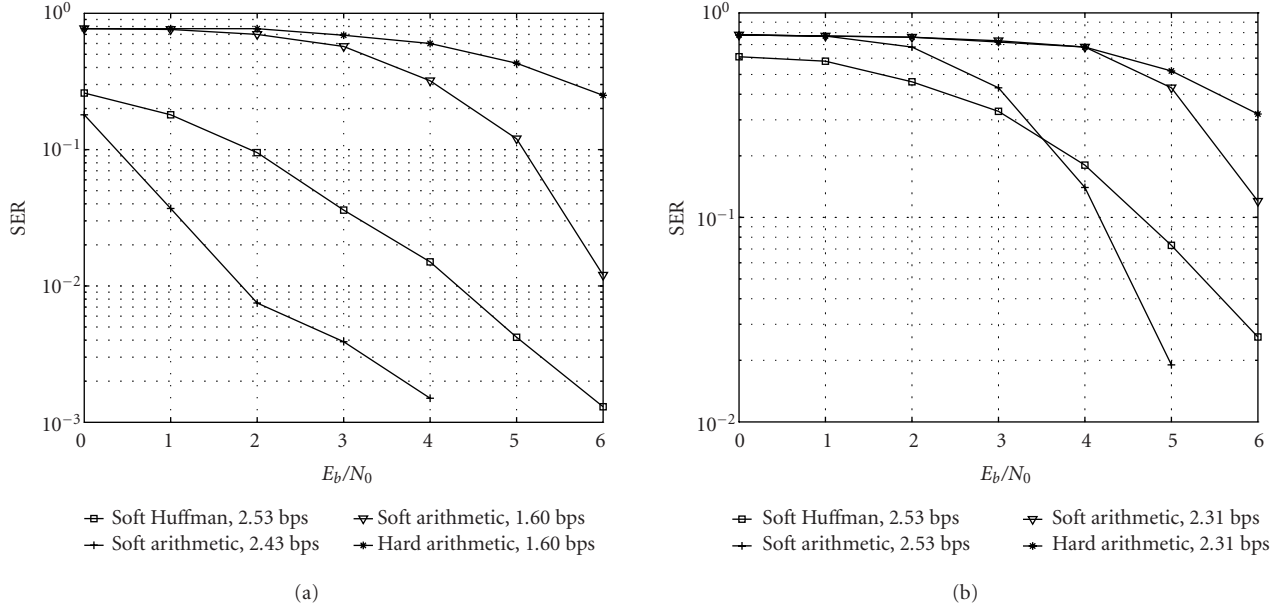 10^0
10^−1
10^−2
10^−3
SER
0 1 2 3 4 5 6
E_b/N_0
Soft Huffman, 2.53 bps
Soft arithmetic, 2.43 bps
Soft arithmetic, 1.60 bps
Hard arithmetic, 1.60 bps
(a)
10^0
10^−1
10^−2
SER
0 1 2 3 4 5 6
E_b/N_0
Soft Huffman, 2.53 bps
Soft arithmetic, 2.53 bps
Soft arithmetic, 2.31 bps
Hard arithmetic, 2.31 bps
(b)